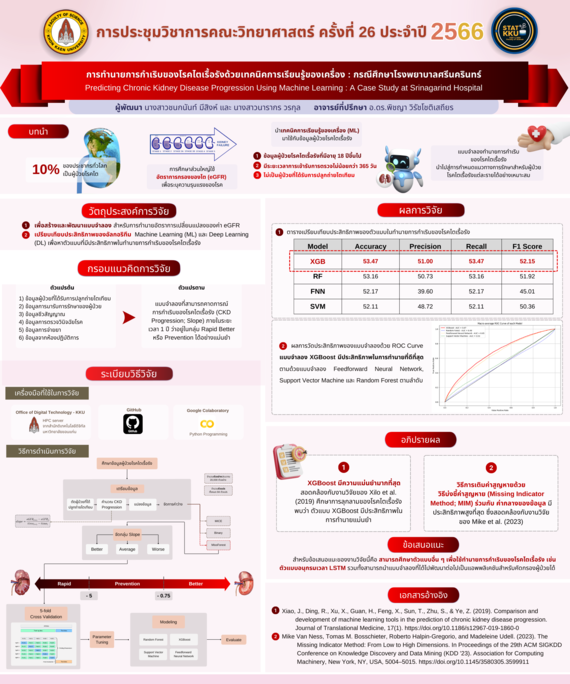 การประชุมวิชาการคณะวิทยาศาสตร์ ครั้งที่ 26 ประจำปี 2566
STAT KKU
การทำนายการกำเริบของโรคไตเรื้อรังด้วยเทคนิคการเรียนรู้ของเครื่อง : กรณีศึกษาโรงพยาบาลศรีนครินทร์
Predicting Chronic Kidney Disease Progression Using Machine Learning : A Case Study at Srinagarind Hospital
ผู้พัฒนา นางสาวชนกนันท์ มีสิงห์ และ นางสาวนารากร วรกุล อาจารย์ที่ปรึกษา อ.ดร.พิชญา วิรัชโชติเสถียร
บทนำ
10%
ของประชากรทั่วโลก
เป็นผู้ป่วยโรคไต
การศึกษาส่วนใหญ่ใช้
อัตราการกรองของไต (eGFR)
เพื่อระบุความรุนแรงของโรค
นำเทคนิคการเรียนรู้ของเครื่อง (ML)
มาใช้กับข้อมูลผู้ป่วยโรคไตเรื้อรัง
1 ข้อมูลผู้ป่วยโรคไตเรื้อรังที่มีอายุ 18 ปีขึ้นไป
2 มีระยะเวลาการเข้ารับการตรวจไม่น้อยกว่า 365 วัน
3 ไม่เป็นผู้ป่วยที่ได้รับการปลูกถ่ายไตเทียม
แบบจำลองทำนายการกำเริบ
ของโรคไตเรื้อรัง
นำไปสู่การกำหนดแนวทางการรักษาสำหรับผู้ป่วย
โรคไตเรื้อรังแต่ละรายได้อย่างเหมาะสม
วัตถุประสงค์การวิจัย
1 เพื่อสร้างและพัฒนาแบบจำลอง สำหรับการทำนายอัตราการเปลี่ยนแปลงของค่า eGFR
2 เปรียบเทียบประสิทธิภาพของอัลกอริทึม Machine Learning (ML) และ Deep Learning
(DL) เพื่อหาตัวแบบที่มีประสิทธิภาพในการทำนายการกำเริบของโรคไตเรื้อรัง
กรอบแนวคิดการวิจัย
ตัวแปรต้น
1) ข้อมูลผู้ป่วยที่ได้รับการปลูกถ่ายไตเทียม
2) ข้อมูลการมารับการรักษาของผู้ป่วย
3) ข้อมูลสัญญาณชีพ
4) ข้อมูลการตรวจวินิจฉัยโรค
5) ข้อมูลการจ่ายยา
6) ข้อมูลจากห้องปฏิบัติการ
ตัวแปรตาม
แบบจำลองที่สามารถคาดการณ์
การกำเริบของโรคไตเรื้อรัง (CKD
Progression; Slope) ภายในระยะ
เวลา 1 ปี ว่าอยู่ในกลุ่ม Rapid Better
หรือ Prevention ได้อย่างแม่นยำ
ระเบียบวิธีวิจัย
เครื่องมือที่ใช้ในการวิจัย
Office of Digital Technology - KKU
HPC server
GitHub
GitHub
Google Colaboratory
CO
Python Programming
วิธีการดำเนินการวิจัย
ศึกษาข้อมูลผู้ป่วยโรคไตเรื้อรัง
เตรียมข้อมูล
คำนวณ CKD
Progression
แบ่งกลุ่ม Slope
Better
Average
Worse
Rapid
Prevention
Better
- 5
- 0.75
5-fold
Cross Validation
Parameter
Tuning
Modeling
Random Forest
XGBoost
Support Vector
Machine
Feedforward
Neural Network
Evaluate
ผลการวิจัย
1 ตารางเปรียบเทียบประสิทธิภาพของตัวแบบในทำนายการกำเริบของโรคไตเรื้อรัง
Model Accuracy Precision Recall F1 Score
XGB 53.47 51.00 53.47 52.15
RF 53.16 50.73 53.16 51.92
FNN 52.17 39.60 52.17 45.01
SVM 52.11 48.72 52.11 50.36
2 ผลการวัดประสิทธิภาพของแบบจำลองด้วย ROC Curve
แบบจำลอง XGBoost มีประสิทธิภาพในการทำนายที่ดีที่สุด
ตามด้วยแบบจำลอง Feedforward Neural Network,
Support Vector Machine และ Random Forest ตามลำดับ
อภิปรายผล
1
XGBoost มีความแม่นยำมากที่สุด
สอดคล้องกับงานวิจัยของ Xilo et al.
(2019) ศึกษาการลุกลามของโรคไตเรื้อรัง
พบว่า ตัวแบบ XGBoost มีประสิทธิภาพใน
การทำนายแม่นยำ
2
วิธีการเติมค่าสูญหายด้วย
วิธีบ่งชี้ค่าสูญหาย (Missing Indicator
Method; MIM) ร่วมกับ ค่ากลางของข้อมูล มี
ประสิทธิภาพสูงที่สุด ซึ่งสอดคล้องกับงานวิจัย
ของ Mike et al. (2023)
ข้อเสนอแนะ
สำหรับข้อเสนอแนะของงานวิจัยนี้คือ สามารถศึกษาตัวแบบอื่น ๆ เพื่อใช้ทำนายการกำเริบของโรคไตเรื้อรัง เช่น
ตัวแบบอนุกรมเวลา LSTM รวมทั้งสามารถนำแบบจำลองที่ได้ไปพัฒนาต่อไปเป็นแอพพลิเคชันสำหรับคัดกรองผู้ป่วยได้
เอกสารอ้างอิง
1 Xiao, J., Ding, R., Xu, X., Guan, H., Feng, X., Sun, T., Zhu, S., & Ye, Z. (2019). Comparison and
development of machine learning tools in the prediction of chronic kidney disease progression.
Journal of Translational Medicine, 17(1). https://doi.org/10.1186/s12967-019-1860-0
2 Mike Van Ness, Tomas M. Bosschieter, Roberto Halpin-Gregorio, and Madeleine Udell. (2023). The
Missing Indicator Method: From Low to High Dimensions. In Proceedings of the 29th ACM SIGKDD
Conference on Knowledge Discovery and Data Mining (KDD '23). Association for Computing
Machinery, New York, NY, USA, 5004–5015. https://doi.org/10.1145/3580305.3599911